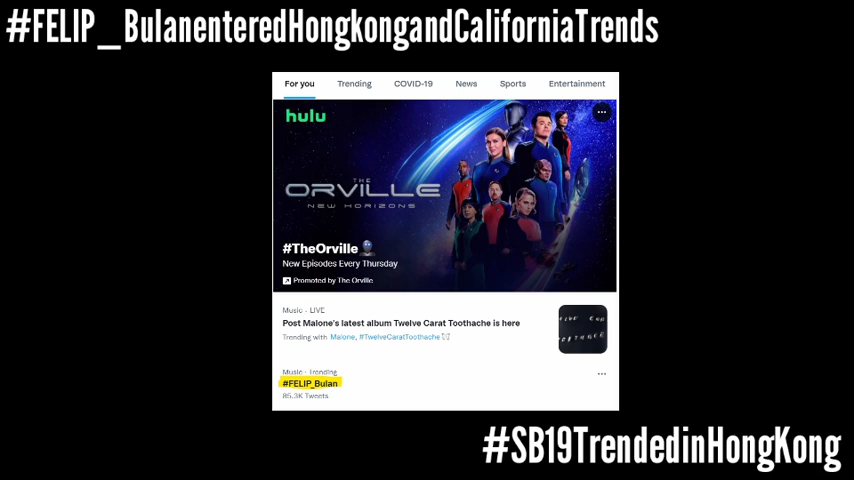 #FELIP_BulanenteredHongkongandCaliforniaTrends
For you Trending COVID-19 News Sports Entertainment
hulu
THE
ORVILLE
NEW HORIZONS
#TheOrville
New Episodes Every Thursday
Promoted by The Orville
Music · LIVE
Post Malone's latest album Twelve Carat Toothache is here
Trending with Malone, #TwelveCaratToothache
Music · Trending
#FELIP_Bulan
85.3K Tweets
#SB19TrendedinHongKong